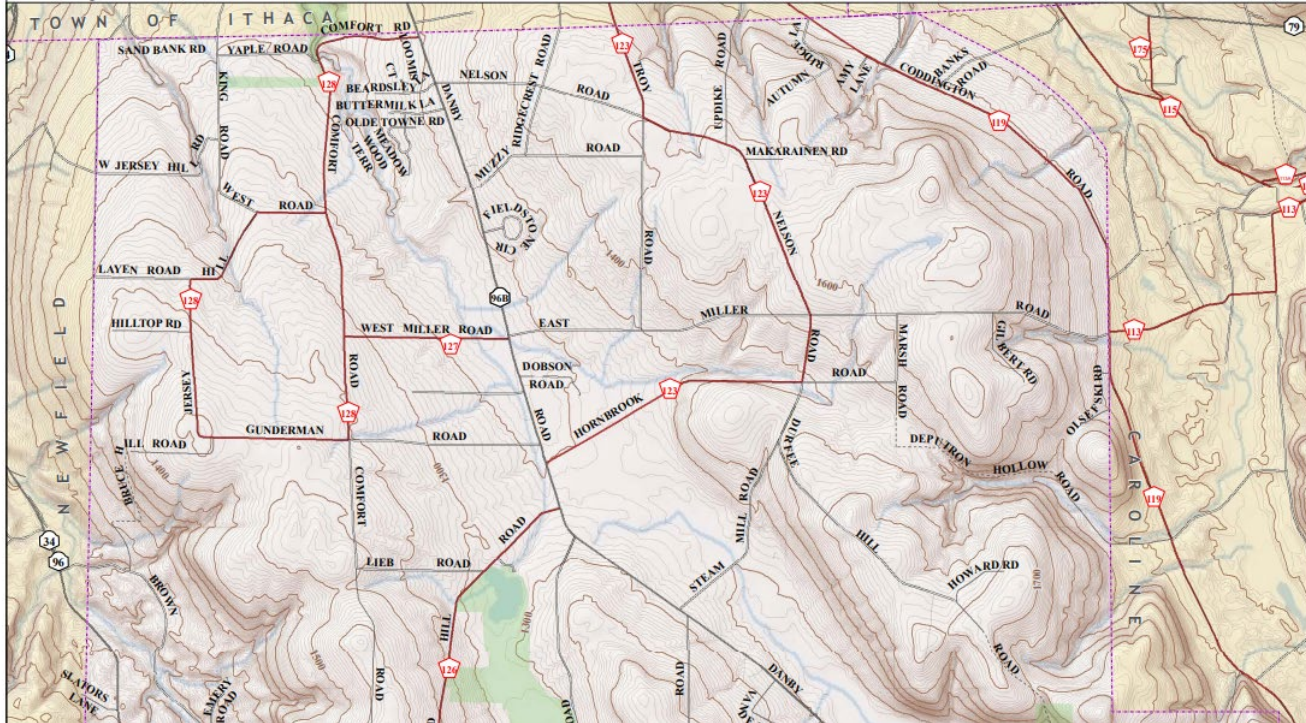 TOWN OF ITHACA
COMFORT RD
SAND BANK RD
YAPLE ROAD
KING ROAD
128
LOOMIS CT
BEARDSLEY LA
BUTTERMILK LA
OLDE TOWNE RD
MEADOW WOOD TERR
DANBY
NELSON ROAD
RIDGECREST ROAD
123
TROY ROAD
UPDIKE ROAD
AUTUMN RIDGE
AMY LANE
BANKS ROAD
CODDINGTON ROAD
119
175
115
79
113
W JERSEY HILL RD
WEST ROAD
COMFORT ROAD
MUZZY ROAD
MAKARAINEN RD
123
NELSON ROAD
FIELDSTONE CIR
1400
1600
LAYEN ROAD
HILL
128
HILLTOP RD
JERSEY
96B
WEST MILLER ROAD
127
EAST MILLER ROAD
113
MARSH ROAD
GILBERT RD
OLSEFSKI RD
DOBSON ROAD
ROAD
HORNBROOK ROAD
123
128
GUNDERMAN ROAD
ILL ROAD
BRUCE H
1400
1300
NEWFIELD
CAROLINE
DEPUTRON HOLLOW ROAD
DURFEE HILL ROAD
119
COMFORT ROAD
34
96
LIEB ROAD
HILL ROAD
STEAM MILL ROAD
HOWARD RD
1700
1300
1500
BROWN
126
SLATORS LANE
EMERY ROAD
ROAD
ROAD
DANBY